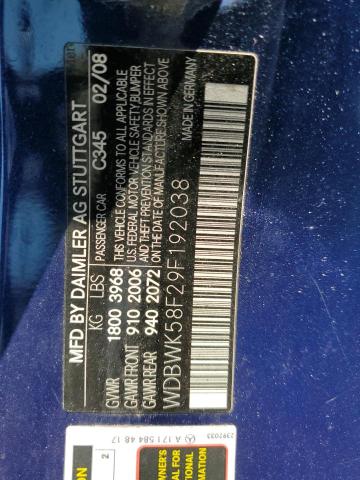 MFD BY DAIMLER AG STUTTGART
PASSENGER CAR C345 02/08
KG LBS THIS VEHICLE CONFORMS TO ALL APPLICABLE
GVWR 1800 3968 U.S. FEDERAL MOTOR VEHICLE SAFETY/BUMPER
GAWR FRONT 910 2006 AND THEFT PREVENTION STANDARDS IN EFFECT
GAWR REAR 940 2072 ON THE DATE OF MANUFACTURE SHOWN ABOVE
WDBWK58F29F192038 MADE IN GERMANY
A 171 584 48 17 2392033
2